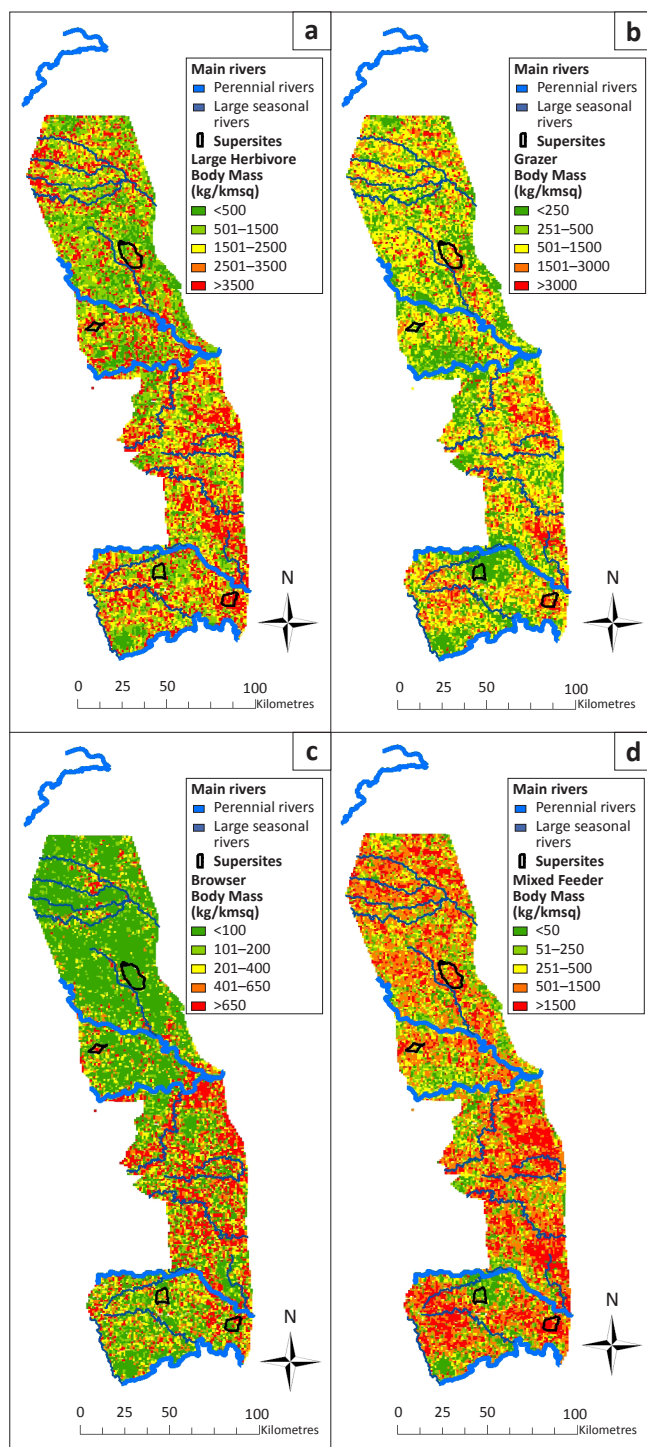 a
Main rivers
Perennial rivers
Large seasonal
rivers
Supersites
Large Herbivore
Body Mass
(kg/kmsq)
<500
501–1500
1501–2500
2501–3500
>3500
N
0 25 50 100
Kilometres
b
Main rivers
Perennial rivers
Large seasonal
rivers
Supersites
Grazer
Body Mass
(kg/kmsq)
<250
251–500
501–1500
1501–3000
>3000
N
0 25 50 100
Kilometres
c
Main rivers
Perennial rivers
Large seasonal
rivers
Supersites
Browser
Body Mass
(kg/kmsq)
<100
101–200
201–400
401–650
>650
N
0 25 50 100
Kilometres
d
Main rivers
Perennial rivers
Large seasonal
rivers
Supersites
Mixed Feeder
Body Mass
(kg/kmsq)
<50
51–250
251–500
501–1500
>1500
N
0 25 50 100
Kilometres